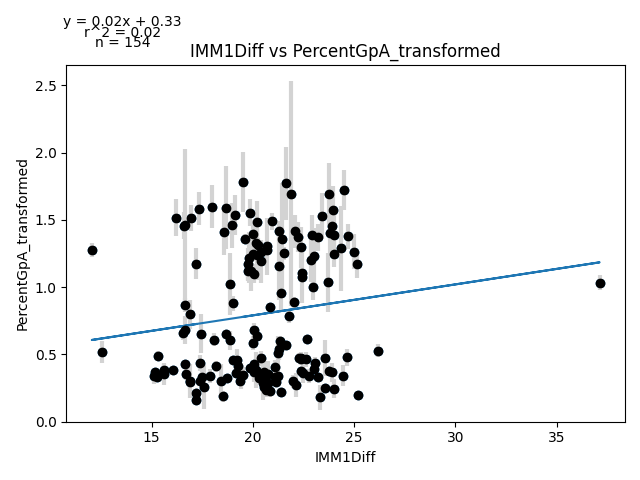 y = 0.02x + 0.33
r^2 = 0.02
n = 154
IMM1Diff vs PercentGpA_transformed
PercentGpA_transformed
2.5
2.0
1.5
1.0
0.5
0.0
15
20
25
30
35
IMM1Diff